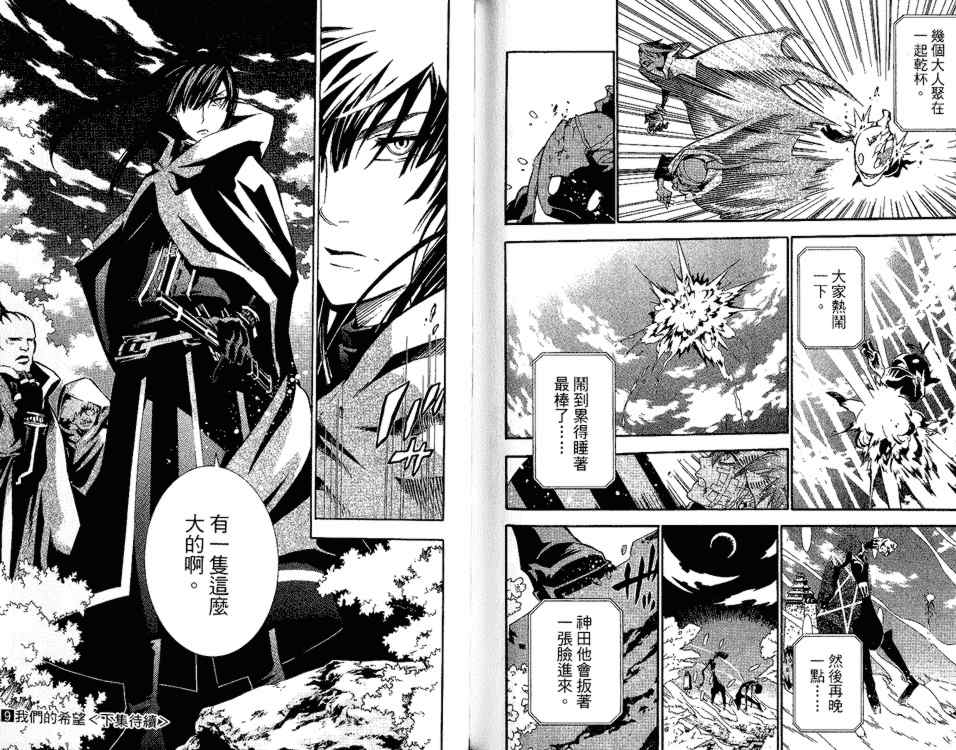 幾個大人聚在
一起乾杯。
大家熱鬧
一下。
鬧到累得睡著
最棒了……
然後再晚
一點……
神田他會扳著
一張臉進來
有一隻這麼
大的啊。
9我們的希望＜下集待續＞